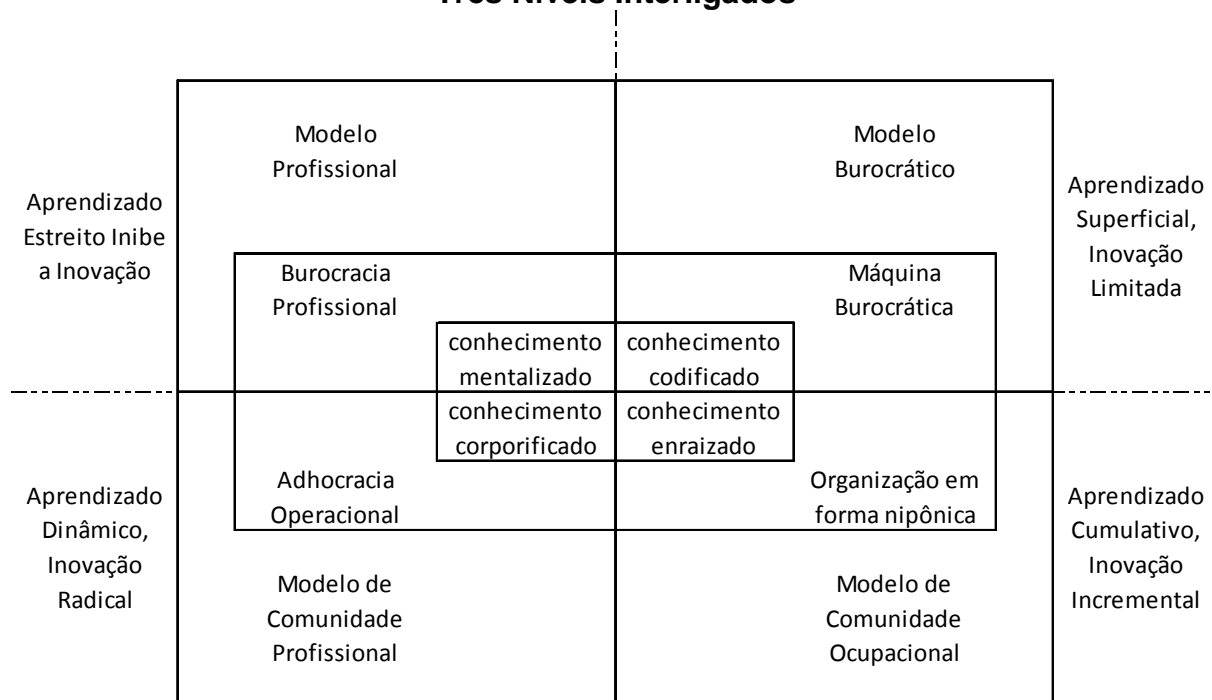 Três Níveis Interligados
Modelo
Profissional
Modelo
Burocrático
Aprendizado
Estreito Inibe
a Inovação
Aprendizado
Superficial,
Inovação
Limitada
Burocracia
Profissional
Máquina
Burocrática
conhecimento
mentalizado
conhecimento
codificado
conhecimento
corporificado
conhecimento
enraizado
Adhocracia
Operacional
Organização em
forma nipônica
Aprendizado
Dinâmico,
Inovação
Radical
Aprendizado
Cumulativo,
Inovação
Incremental
Modelo de
Comunidade
Profissional
Modelo de
Comunidade
Ocupacional